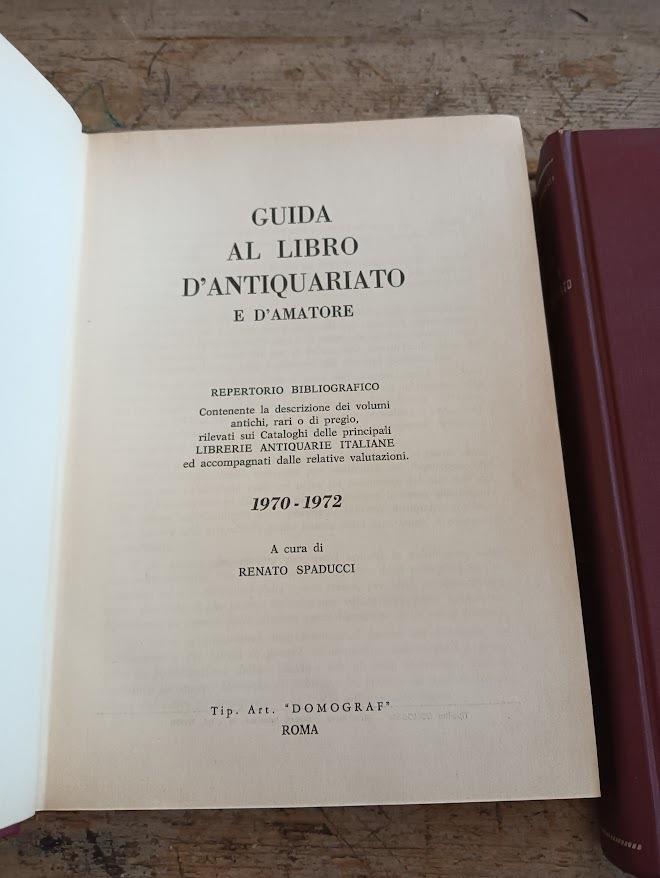 GUIDA
AL LIBRO
D'ANTIQUARIATO
E D'AMATORE
REPERTORIO BIBLIOGRAFICO
Contenente la descrizione dei volumi
antichi, rari o di pregio,
rilevati sui Cataloghi delle principali
LIBRERIE ANTIQUARIE ITALIANE
ed accompagnati dalle relative valutazioni.
1970 - 1972
A cura di
RENATO SPADUCCI
Tip. Art. "DOMOGRAF"
ROMA